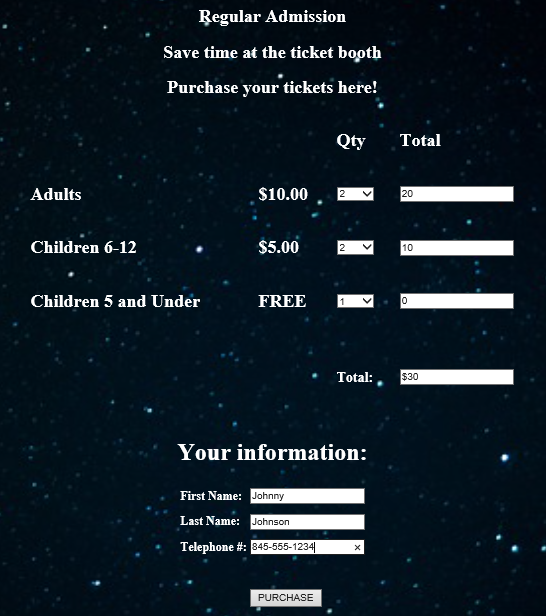 Regular Admission
Save time at the ticket booth
Purchase your tickets here!
Qty Total
Adults $10.00 2 20
Children 6-12 $5.00 2 10
Children 5 and Under FREE 1 0
Total: $30
Your information:
First Name: Johnny
Last Name: Johnson
Telephone #: 845-555-1234
PURCHASE